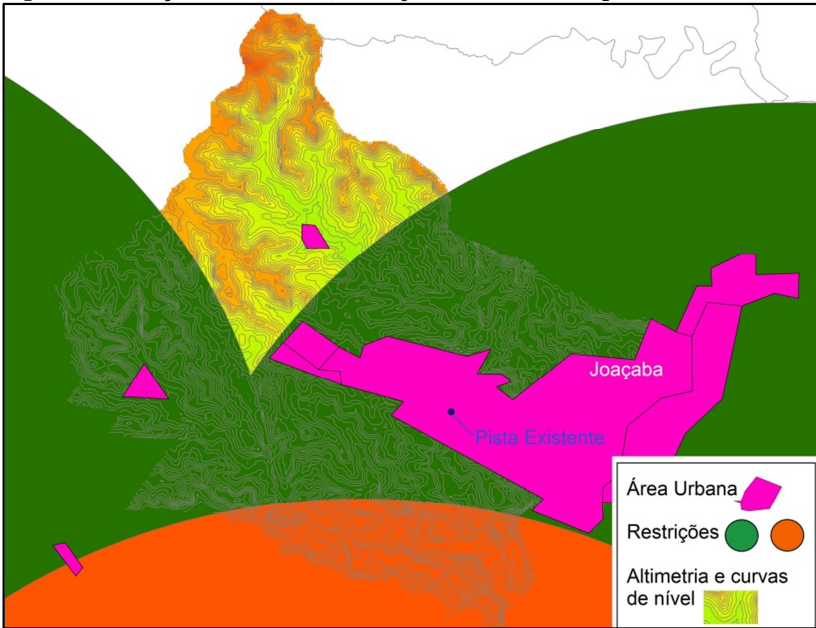 Joaçaba
Pista Existente
Área Urbana
Restrições
Altimetria e curvas
de nível